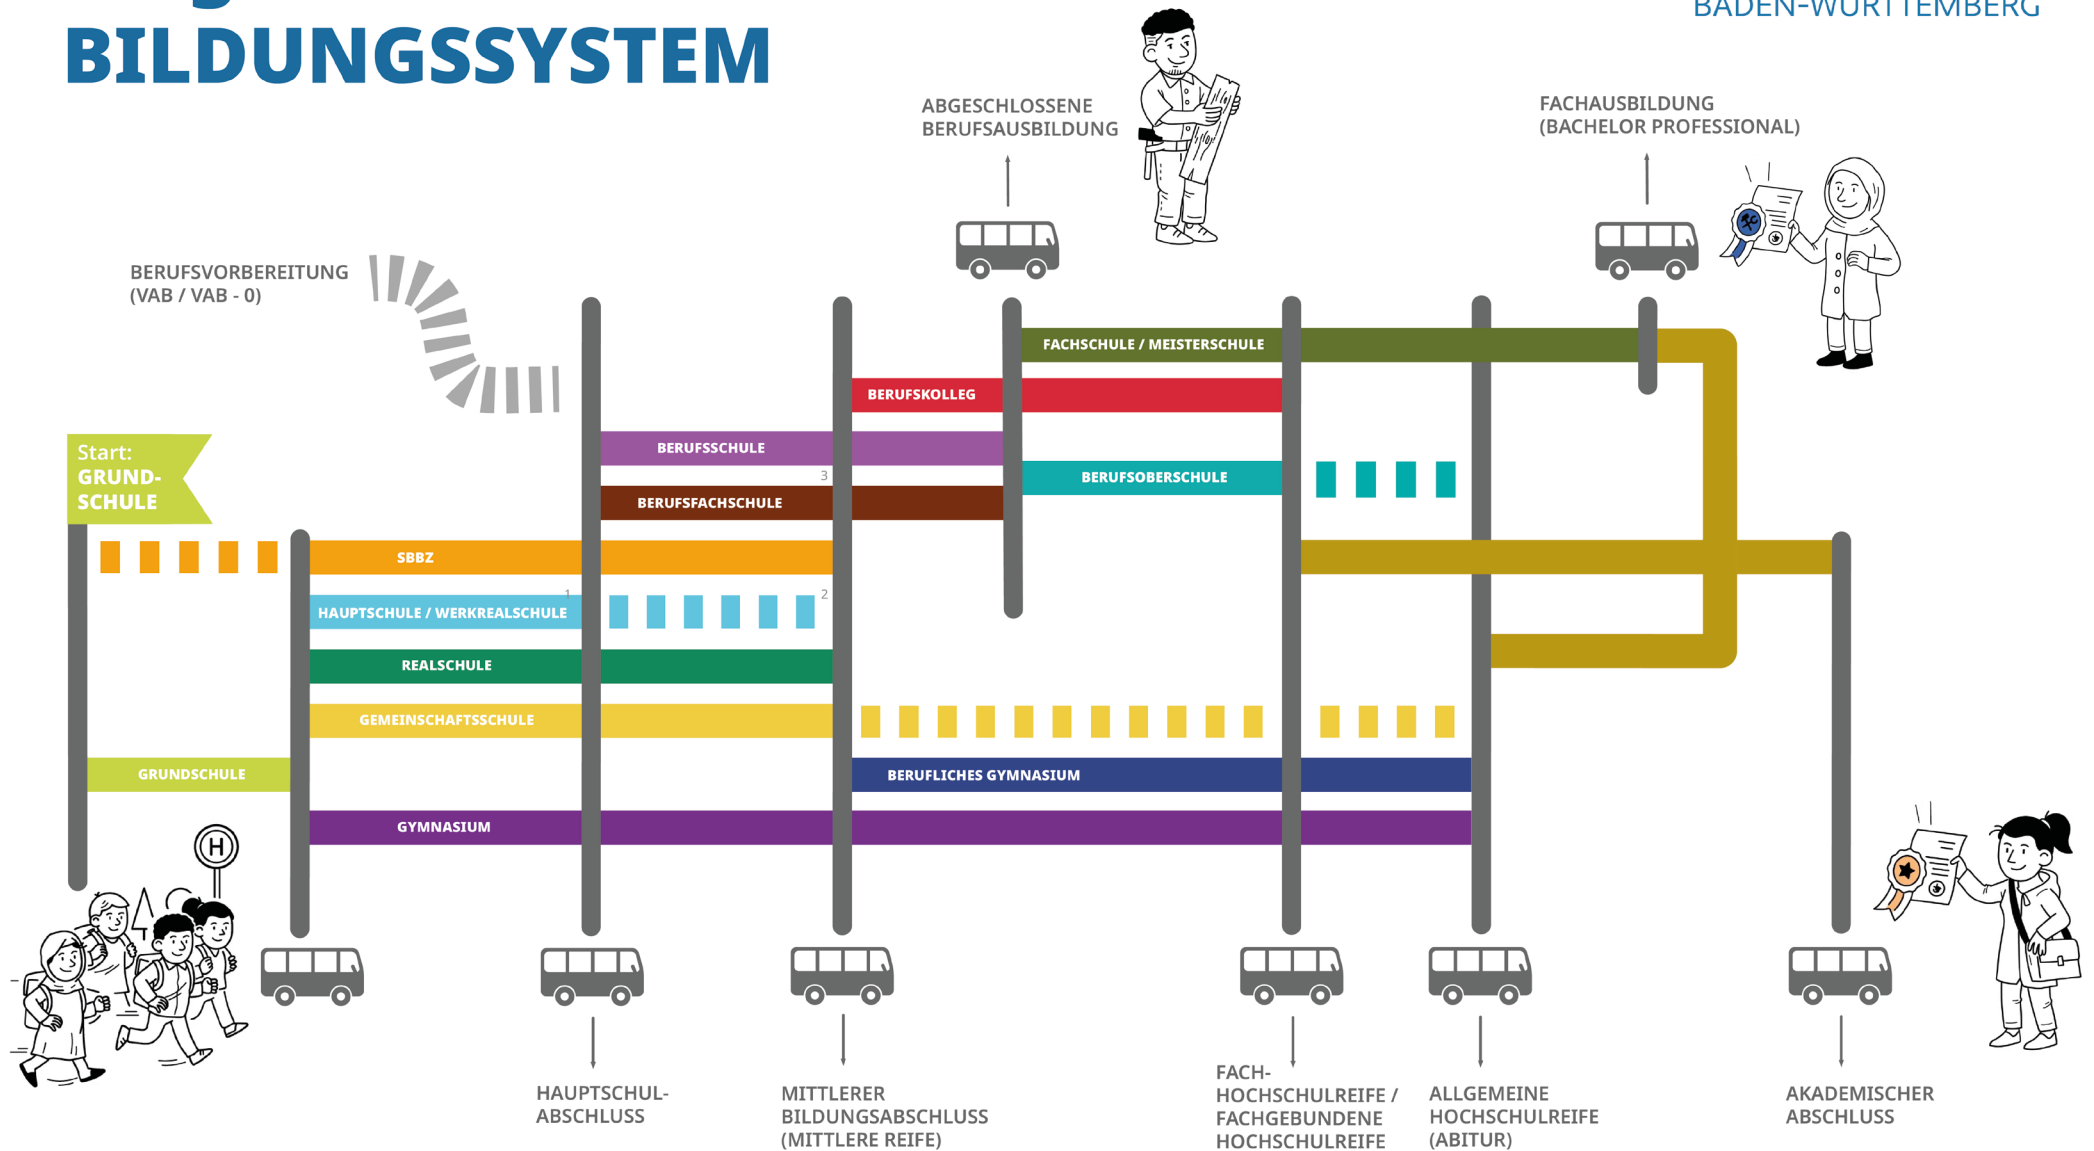 BILDUNGSSYSTEM
BADEN-WÜRTTEMBERG
ABGESCHLOSSENE
BERUFSAUSBILDUNG
FACHAUSBILDUNG
(BACHELOR PROFESSIONAL)
BERUFSVORBEREITUNG
(VAB / VAB - 0)
FACHSCHULE / MEISTERSCHULE
BERUFSKOLLEG
BERUFSSCHULE
3
BERUFSOBERSCHULE
BERUFSFACHSCHULE
Start:
GRUND-
SCHULE
SBBZ
1
2
HAUPTSCHULE / WERKREALSCHULE
REALSCHULE
GEMEINSCHAFTSSCHULE
GRUNDSCHULE
BERUFLICHES GYMNASIUM
GYMNASIUM
H
HAUPTSCHUL-
ABSCHLUSS
MITTLERER
BILDUNGSABSCHLUSS
(MITTLERE REIFE)
FACH-
HOCHSCHULREIFE /
FACHGEBUNDENE
HOCHSCHULREIFE
ALLGEMEINE
HOCHSCHULREIFE
(ABITUR)
AKADEMISCHER
ABSCHLUSS